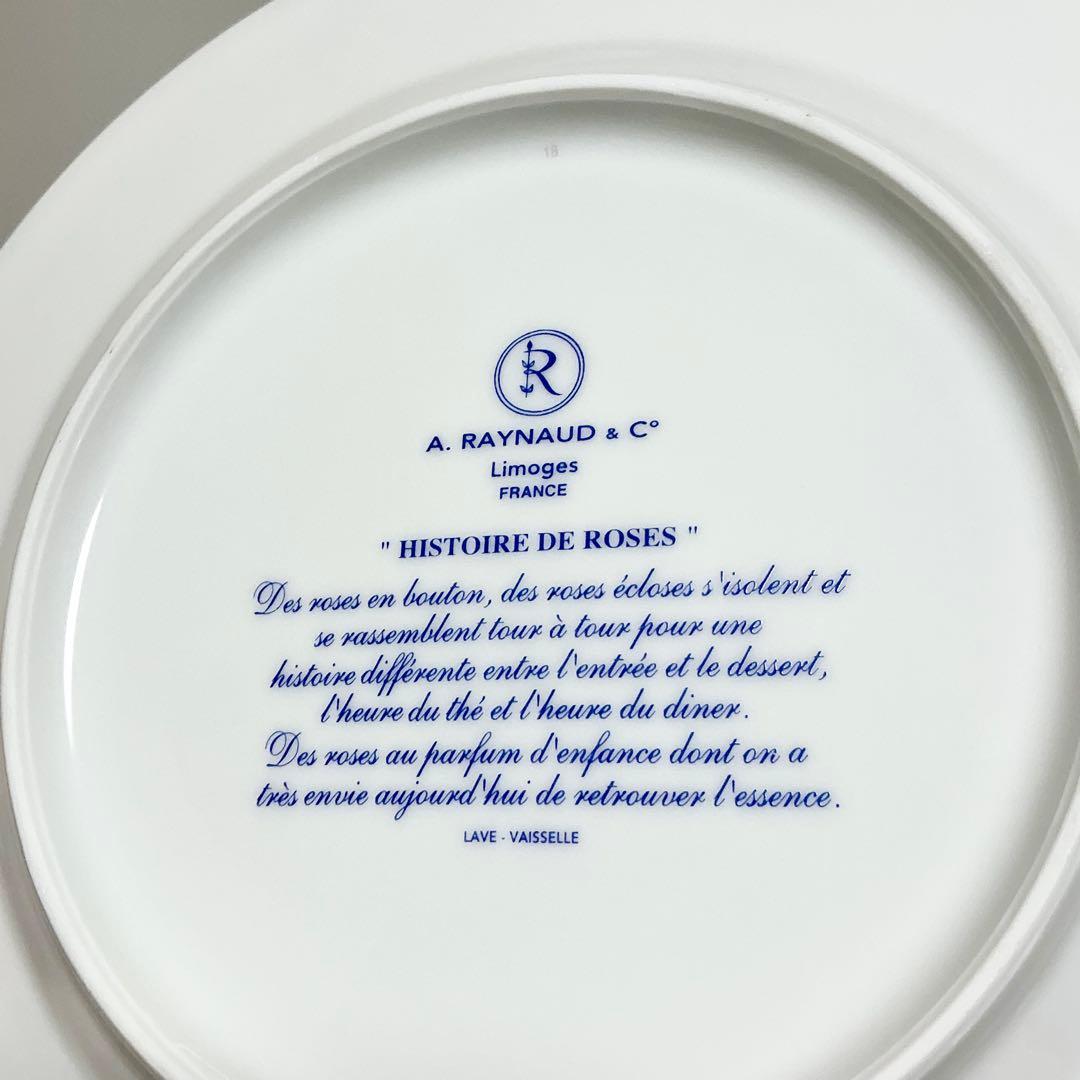 18
R
A. RAYNAUD & Cº
Limoges
FRANCE
" HISTOIRE DE ROSES "
Des roses en bouton, des roses écloses s'isolent et
se rassemblent tour à tour pour une
histoire différente entre l'entrée et le dessert,
l'heure du thé et l'heure du diner.
Des roses au parfum d'enfance dont on a
très envie aujourd'hui de retrouver l'essence.
LAVE - VAISSELLE